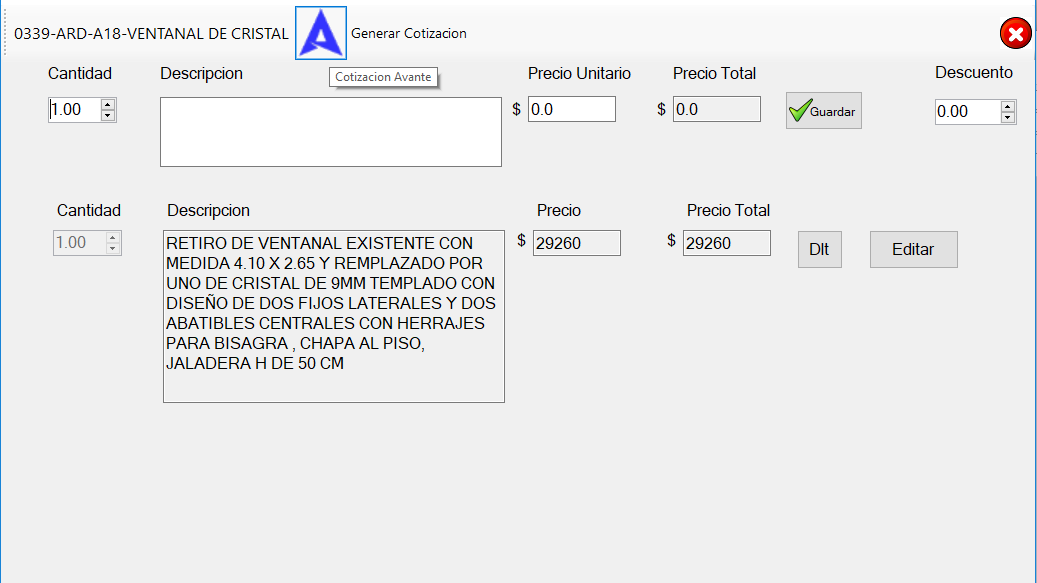 0339-ARD-A18-VENTANAL DE CRISTAL Generar Cotizacion
Cotizacion Avante
Cantidad Descripcion Precio Unitario Precio Total Descuento
1.00 $ 0.0 $ 0.0 Guardar 0.00
Cantidad Descripcion Precio Precio Total
1.00 $ 29260 $ 29260 Dlt Editar
RETIRO DE VENTANAL EXISTENTE CON
MEDIDA 4.10 X 2.65 Y REMPLAZADO POR
UNO DE CRISTAL DE 9MM TEMPLADO CON
DISEÑO DE DOS FIJOS LATERALES Y DOS
ABATIBLES CENTRALES CON HERRAJES
PARA BISAGRA , CHAPA AL PISO,
JALADERA H DE 50 CM